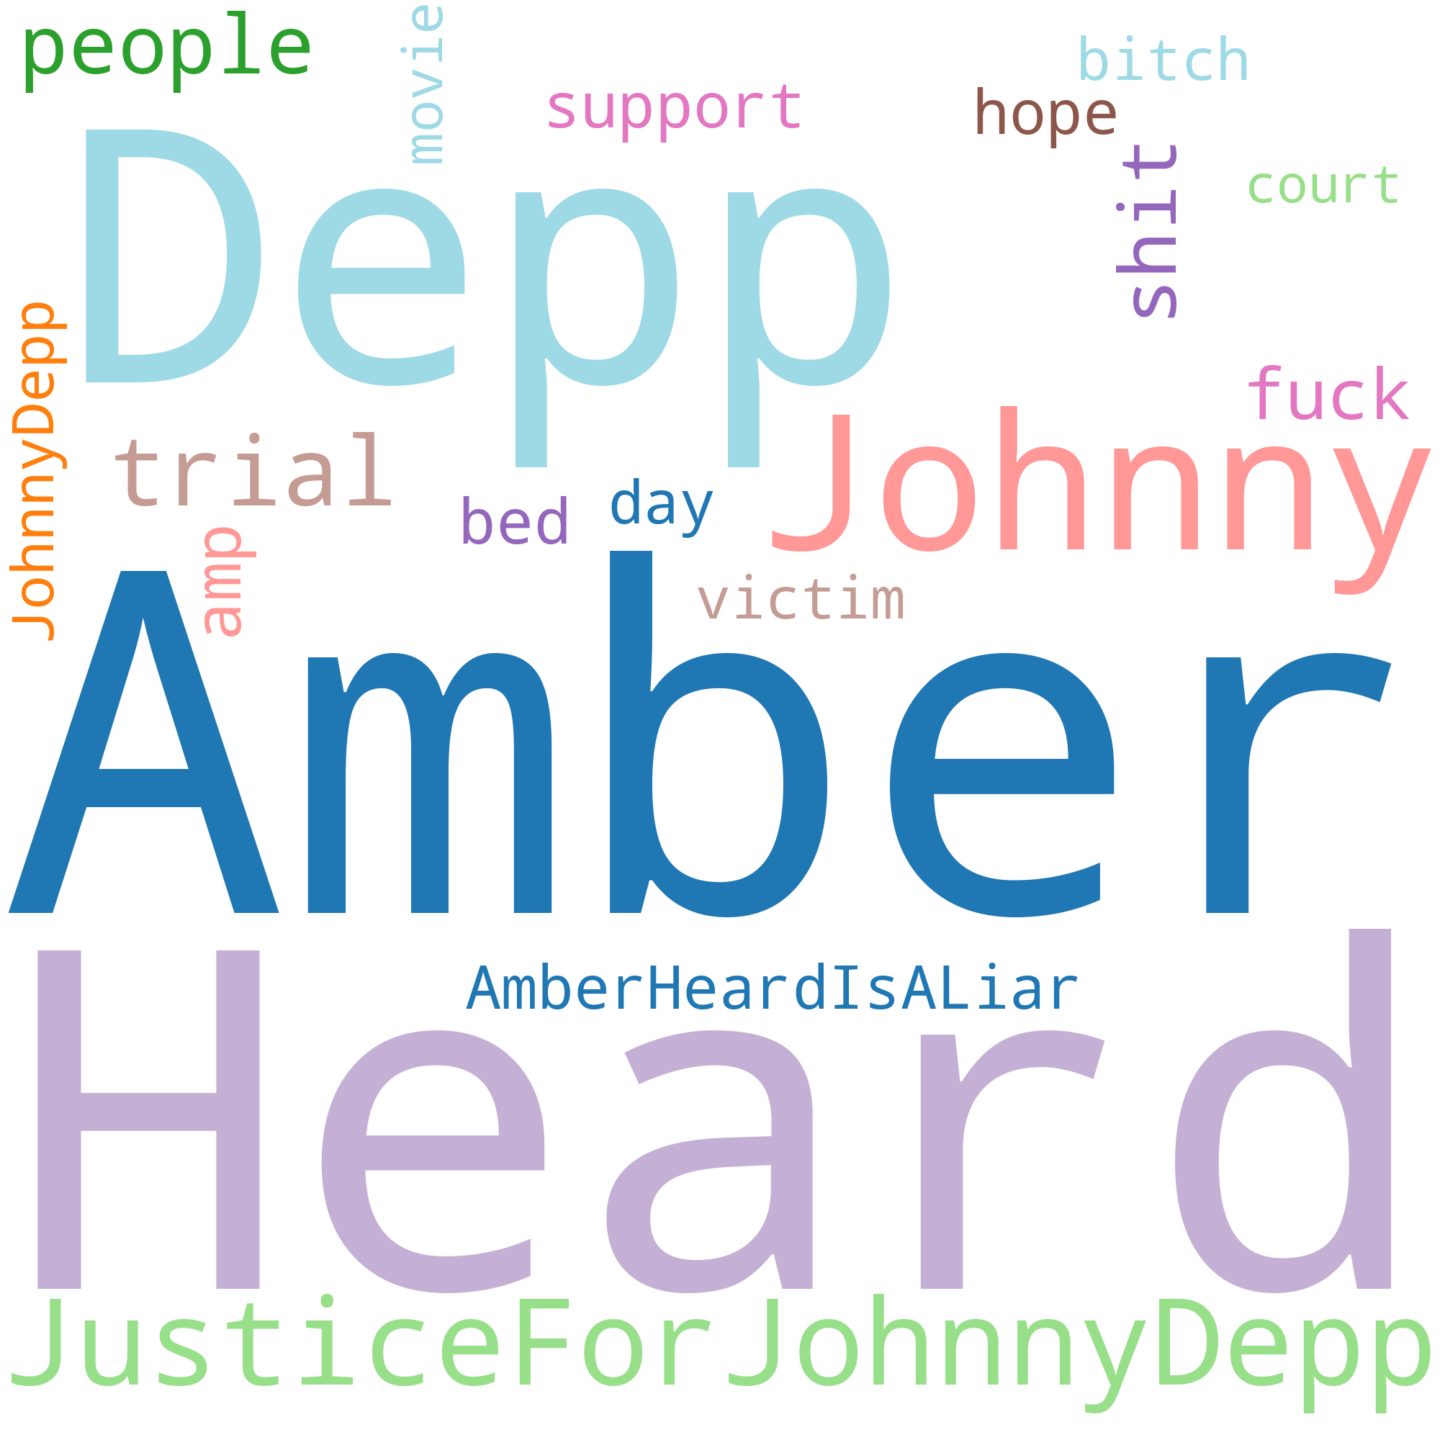 people
movie
support
bitch
hope
shit
court
Depp
JohnnyDepp
fuck
Johnny
trial
bed
day
amp
victim
Amber
AmberHeardIsALiar
Heard
JusticeForJohnnyDepp